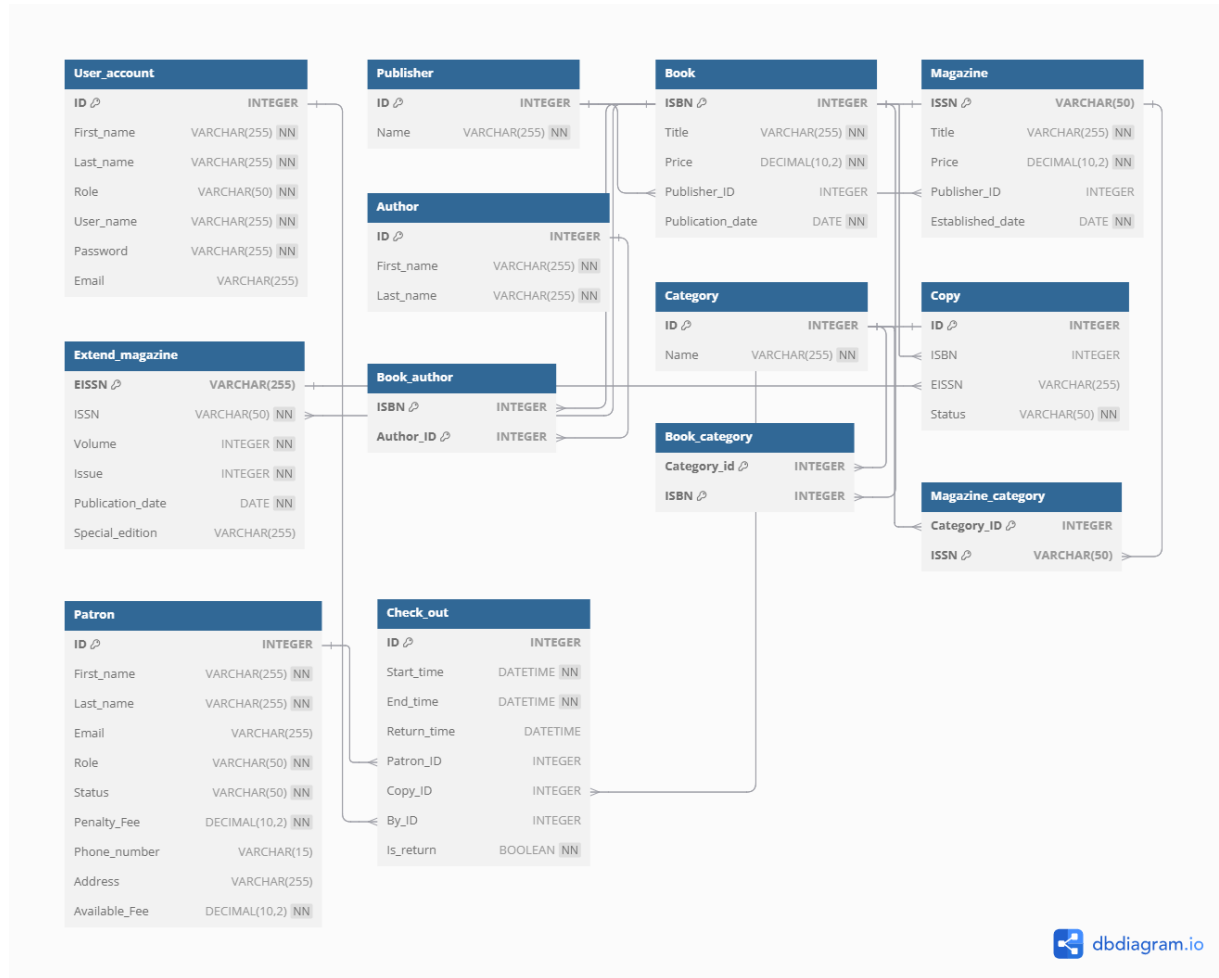 User_account
ID INTEGER
First_name VARCHAR(255) NN
Last_name VARCHAR(255) NN
Role VARCHAR(50) NN
User_name VARCHAR(255) NN
Password VARCHAR(255) NN
Email VARCHAR(255)
Publisher
ID INTEGER
Name VARCHAR(255) NN
Book
ISBN INTEGER
Title VARCHAR(255) NN
Price DECIMAL(10,2) NN
Publisher_ID INTEGER
Publication_date DATE NN
Magazine
ISSN VARCHAR(50)
Title VARCHAR(255) NN
Price DECIMAL(10,2) NN
Publisher_ID INTEGER
Established_date DATE NN
Author
ID INTEGER
First_name VARCHAR(255) NN
Last_name VARCHAR(255) NN
Category
ID INTEGER
Name VARCHAR(255) NN
Copy
ID INTEGER
ISBN INTEGER
EISSN VARCHAR(255)
Status VARCHAR(50) NN
Extend_magazine
EISSN VARCHAR(255)
ISSN VARCHAR(50) NN
Volume INTEGER NN
Issue INTEGER NN
Publication_date DATE NN
Special_edition VARCHAR(255)
Book_author
ISBN INTEGER
Author_ID INTEGER
Book_category
Category_id INTEGER
ISBN INTEGER
Magazine_category
Category_ID INTEGER
ISSN VARCHAR(50)
Patron
ID INTEGER
First_name VARCHAR(255) NN
Last_name VARCHAR(255) NN
Email VARCHAR(255)
Role VARCHAR(50) NN
Status VARCHAR(50) NN
Penalty_Fee DECIMAL(10,2) NN
Phone_number VARCHAR(15)
Address VARCHAR(255)
Available_Fee DECIMAL(10,2) NN
Check_out
ID INTEGER
Start_time DATETIME NN
End_time DATETIME NN
Return_time DATETIME
Patron_ID INTEGER
Copy_ID INTEGER
By_ID INTEGER
Is_return BOOLEAN NN
dbdiagram.io